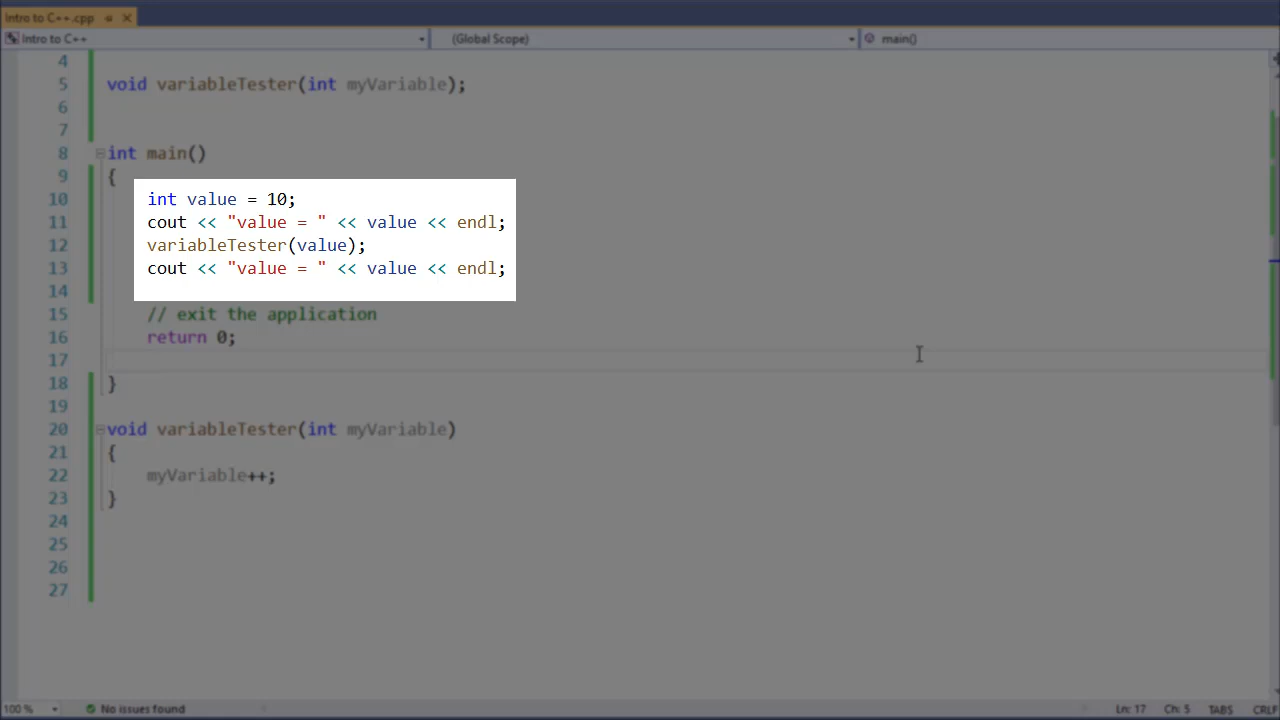 Intro to C++.cpp
Intro to C++ (Global Scope) main()
4
5 void variableTester(int myVariable);
6
7
8 int main()
9 {
10 int value = 10;
11 cout << "value = " << value << endl;
12 variableTester(value);
13 cout << "value = " << value << endl;
14
15 // exit the application
16 return 0;
17
18 }
19
20 void variableTester(int myVariable)
21 {
22 myVariable++;
23 }
24
25
26
27
100 % No issues found Ln: 17 Ch: 5 TABS CRLF